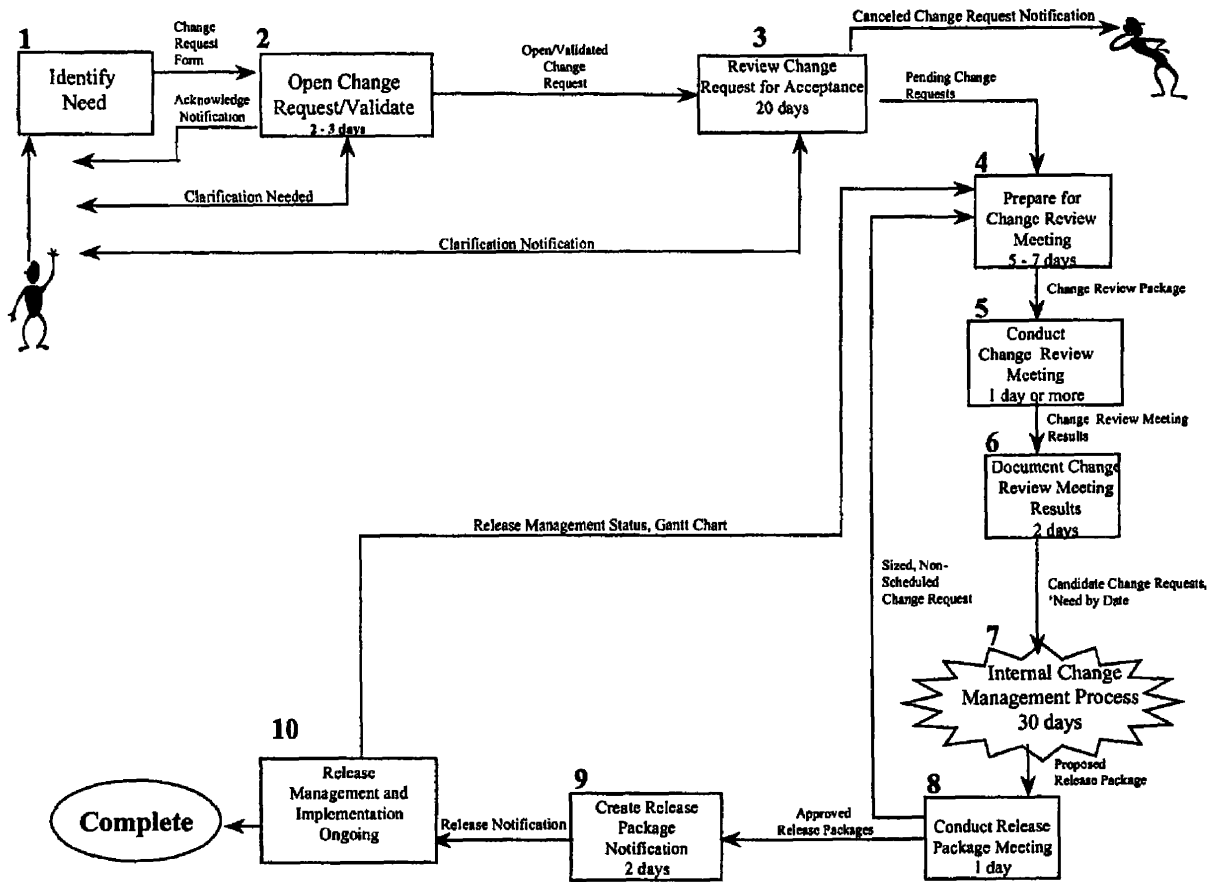 1
Identify
Need
Change
Request
Form
2
Open Change
Request/Validate
2 - 3 days
Acknowledge
Notification
Clarification Needed
Clarification Notification
Open/Validated
Change
Request
3
Review Change
Request for Acceptance
20 days
Canceled Change Request Notification
Pending Change
Requests
4
Prepare for
Change Review
Meeting
5 - 7 days
Change Review Package
5
Conduct
Change Review
Meeting
1 day or more
Change Review Meeting
Results
6
Document Change
Review Meeting
Results
2 days
Release Management Status, Gantt Chart
Sized, Non-
Scheduled
Change Request
Candidate Change Requests,
'Need by Date
7
Internal Change
Management Process
30 days
Proposed
Release Package
8
Conduct Release
Package Meeting
1 day
Approved
Release Packages
9
Create Release
Package
Notification
2 days
Release Notification
10
Release
Management and
Implementation
Ongoing
Complete